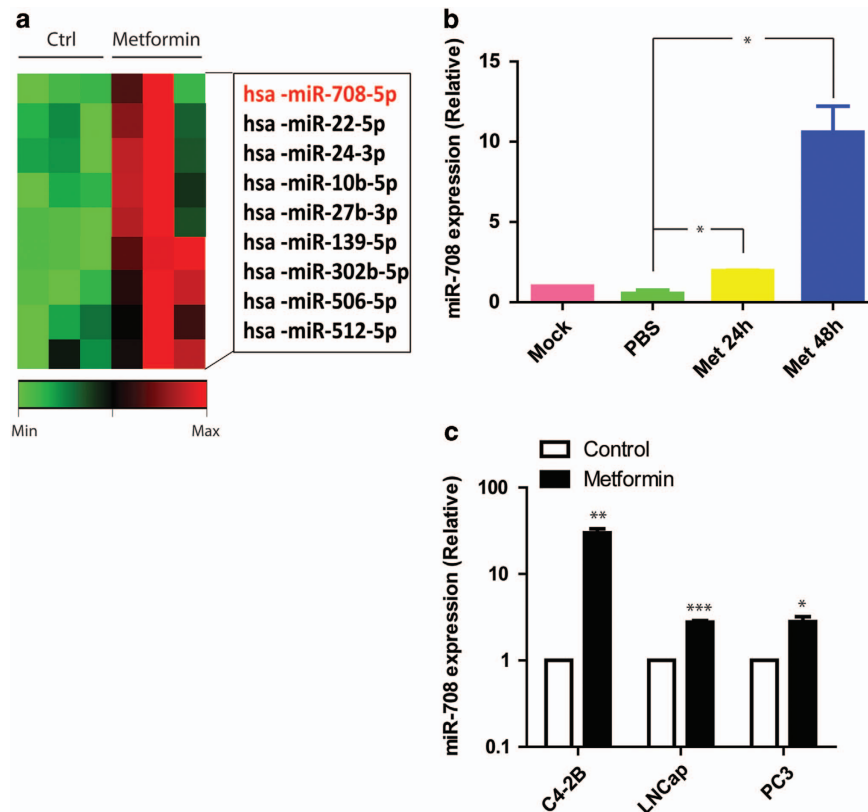 a
Ctrl Metformin
hsa -miR-708-5p
hsa -miR-22-5p
hsa -miR-24-3p
hsa -miR-10b-5p
hsa -miR-27b-3p
hsa -miR-139-5p
hsa -miR-302b-5p
hsa -miR-506-5p
hsa -miR-512-5p
Min Max
b
miR-708 expression (Relative)
15
10
5
0
*
*
Mock PBS Met 24h Met 48h
c
Control
Metformin
miR-708 expression (Relative)
100
10
1
0.1
** *** *
C4-2B LNCap PC3